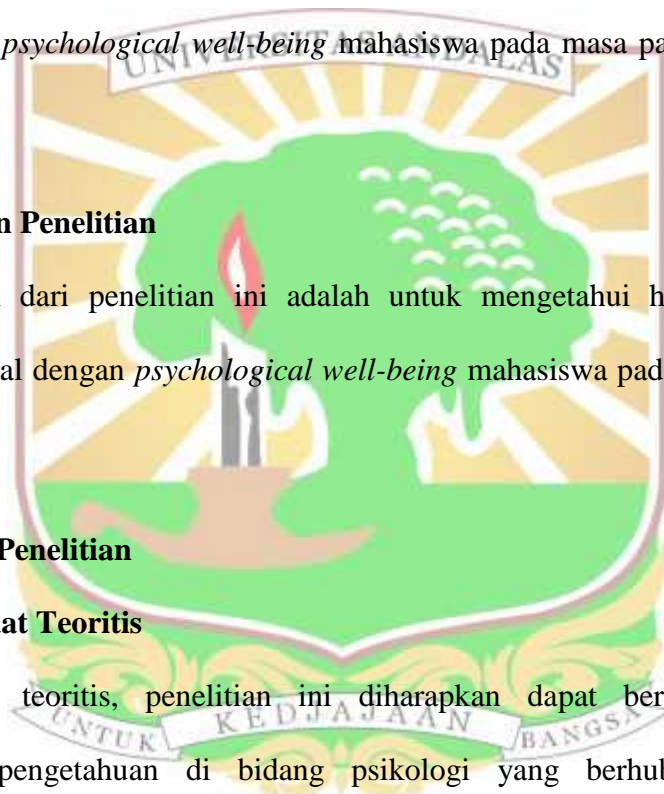 psychological well-being mahasiswa pada masa pa
UNIVERSITAS ANDALAS
n Penelitian
dari penelitian ini adalah untuk mengetahui h
al dengan psychological well-being mahasiswa pad
Penelitian
at Teoritis
teoritis, penelitian ini diharapkan dapat ber
UNTUK KEDJAJAAN BANGSA
pengetahuan di bidang psikologi yang berhub